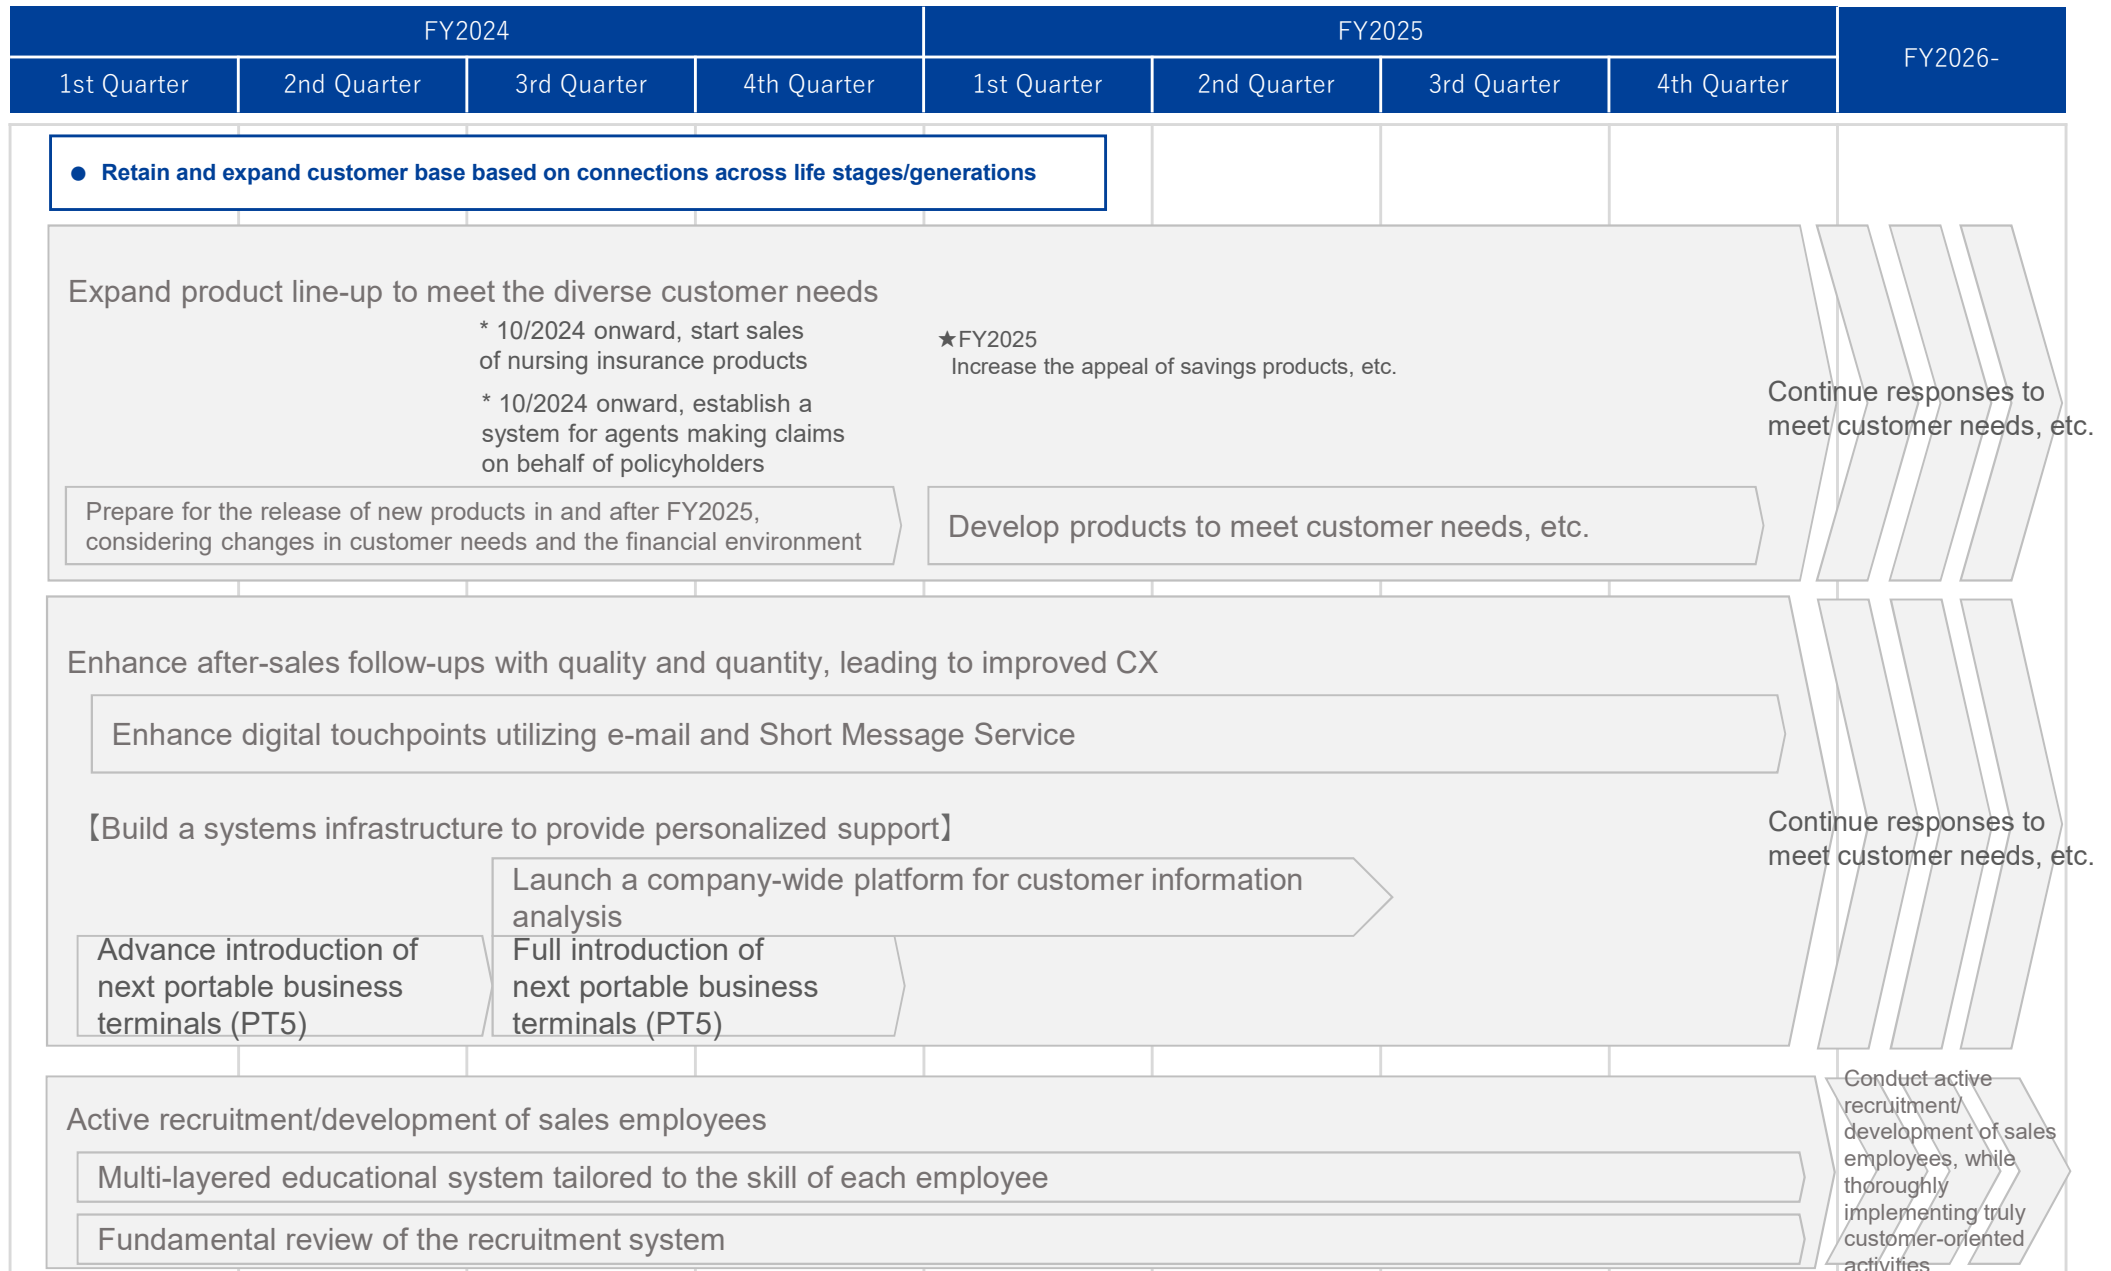 FY2024
FY2025
FY2026-
1st Quarter
2nd Quarter
3rd Quarter
4th Quarter
1st Quarter
2nd Quarter
3rd Quarter
4th Quarter
● Retain and expand customer base based on connections across life stages/generations
Expand product line-up to meet the diverse customer needs
* 10/2024 onward, start sales
of nursing insurance products
* 10/2024 onward, establish a
system for agents making claims
on behalf of policyholders
★FY2025
Increase the appeal of savings products, etc.
Continue responses to
meet customer needs, etc.
Prepare for the release of new products in and after FY2025,
considering changes in customer needs and the financial environment
Develop products to meet customer needs, etc.
Enhance after-sales follow-ups with quality and quantity, leading to improved CX
Enhance digital touchpoints utilizing e-mail and Short Message Service
【Build a systems infrastructure to provide personalized support】
Continue responses to
meet customer needs, etc.
Launch a company-wide platform for customer information
analysis
Advance introduction of
next portable business
terminals (PT5)
Full introduction of
next portable business
terminals (PT5)
Active recruitment/development of sales employees
Multi-layered educational system tailored to the skill of each employee
Fundamental review of the recruitment system
Conduct active
recruitment/
development of sales
employees, while
thoroughly
implementing truly
customer-oriented
activities